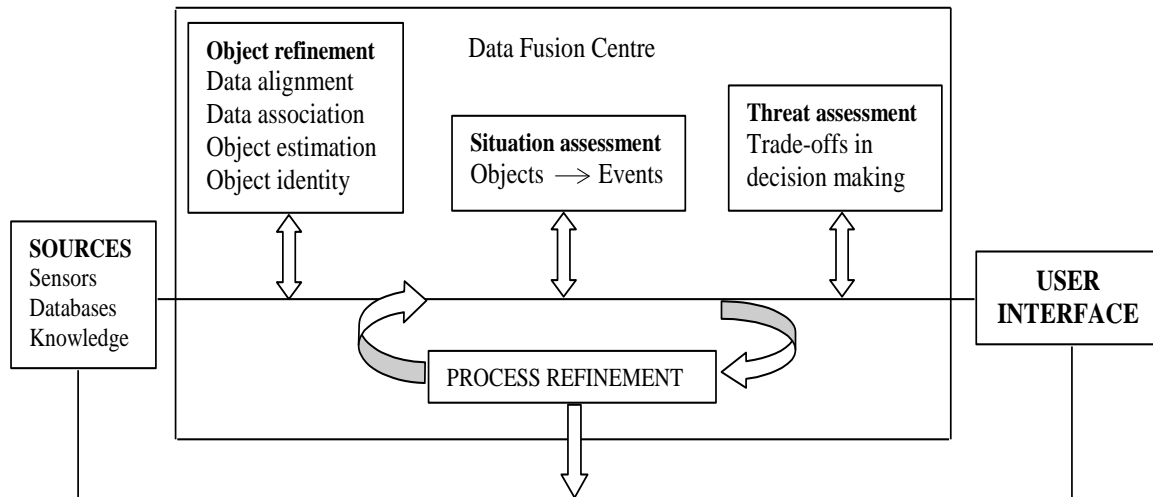 Data Fusion Centre
Object refinement
Data alignment
Data association
Object estimation
Object identity
Situation assessment
Objects → Events
Threat assessment
Trade-offs in
decision making
SOURCES
Sensors
Databases
Knowledge
USER
INTERFACE
PROCESS REFINEMENT